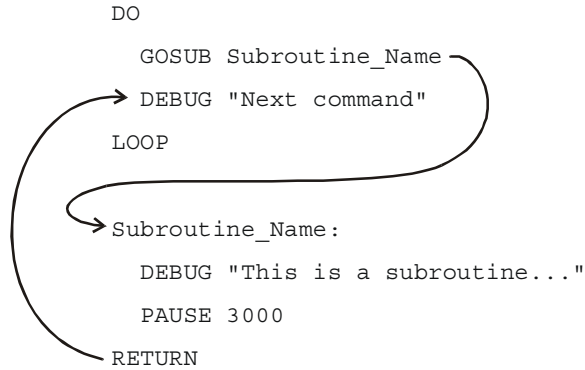 DO
GOSUB Subroutine_Name
DEBUG "Next command"
LOOP
Subroutine_Name:
DEBUG "This is a subroutine..."
PAUSE 3000
RETURN